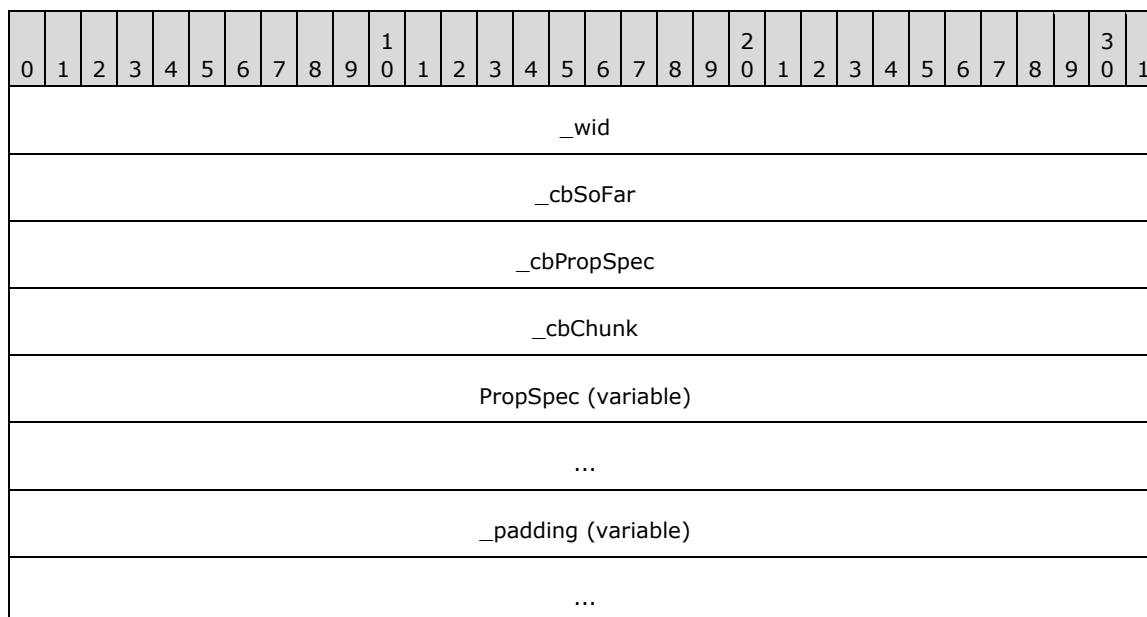 1 2 3
0 1 2 3 4 5 6 7 8 9 0 1 2 3 4 5 6 7 8 9 0 1 2 3 4 5 6 7 8 9 0 1
_wid
_cbSoFar
_cbPropSpec
_cbChunk
PropSpec (variable)
...
_padding (variable)
...